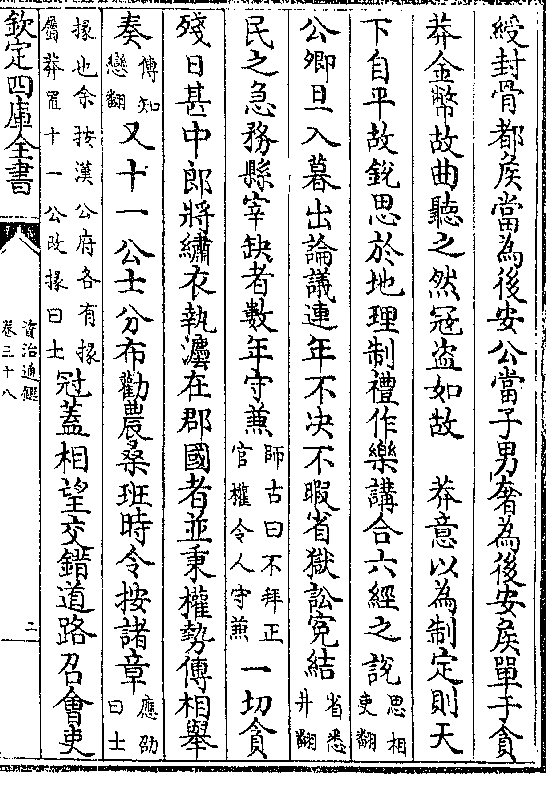 綬封骨都侯當為後安公當子男奢為後安侯單于貪
莽金幣故曲聽之然冦盗如故　莽意以為制定則天
下自平故銳思於地理制禮作樂講合六經之說思相吏翻
公卿旦入暮出論議連年不決不暇省獄訟寃結省悉井翻
民之急務縣宰缺者數年守兼師古曰不拜正官權令人守兼一切貪
殘日甚中郎將繡衣執灋在郡國者並秉權勢傳相舉
奏傳知戀翻又十一公士分布勸農桑班時令按諸章應劭曰士
掾也余按漢公府各有掾屬莽置十一公改掾曰士冠蓋相望交錯道路召會吏
欽定四庫全書
資治通鑑
卷三十八
三